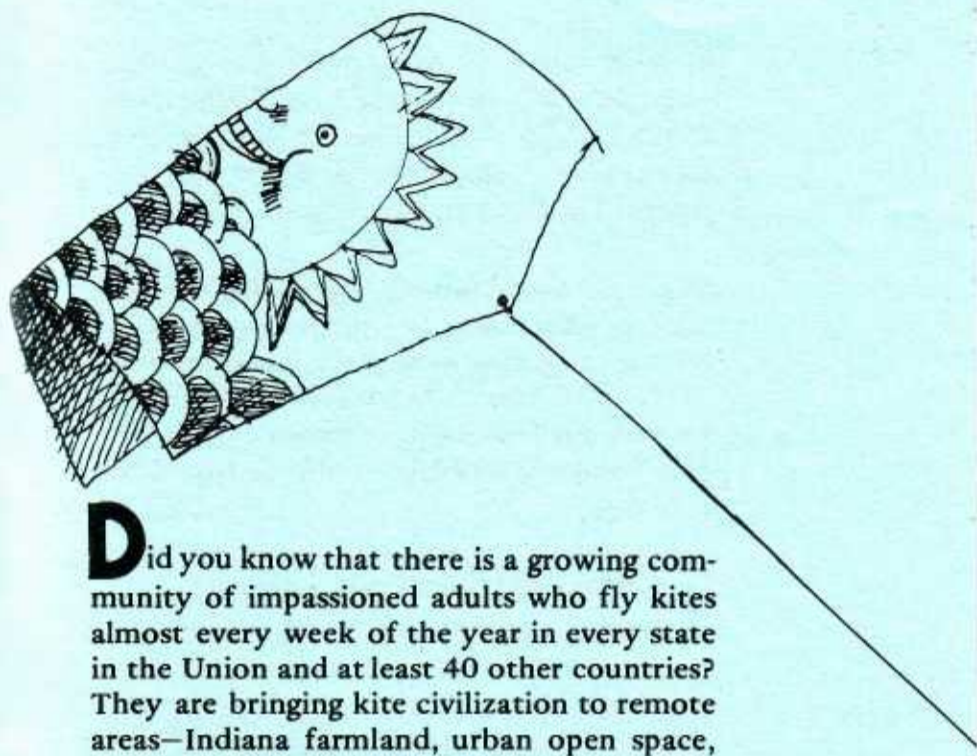 Did you know that there is a growing com-
munity of impassioned adults who fly kites
almost every week of the year in every state
in the Union and at least 40 other countries?
They are bringing kite civilization to remote
areas—Indiana farmland, urban open space,